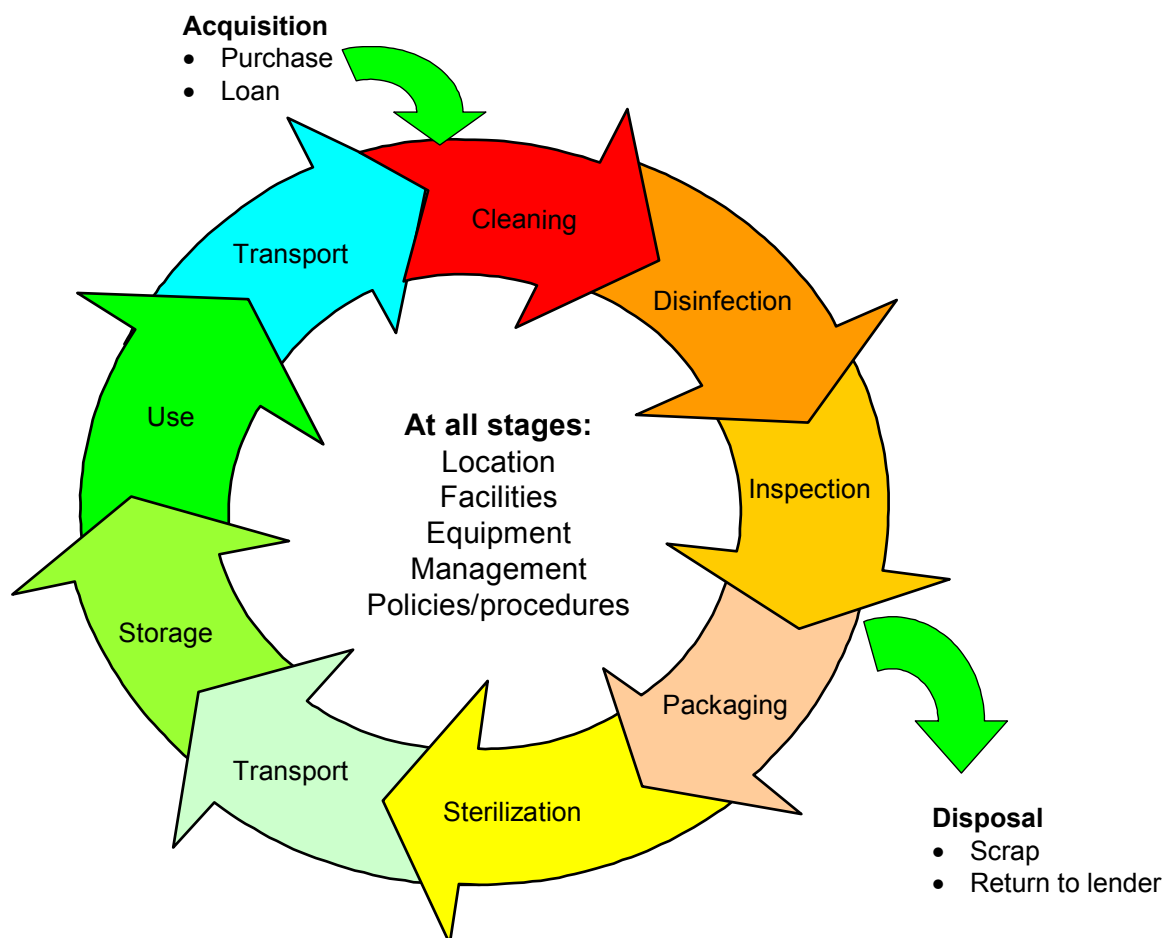 Acquisition
• Purchase
• Loan
Cleaning
Transport
Disinfection
Use
At all stages:
Location
Facilities
Equipment
Management
Policies/procedures
Inspection
Storage
Packaging
Transport
Sterilization
Disposal
• Scrap
• Return to lender